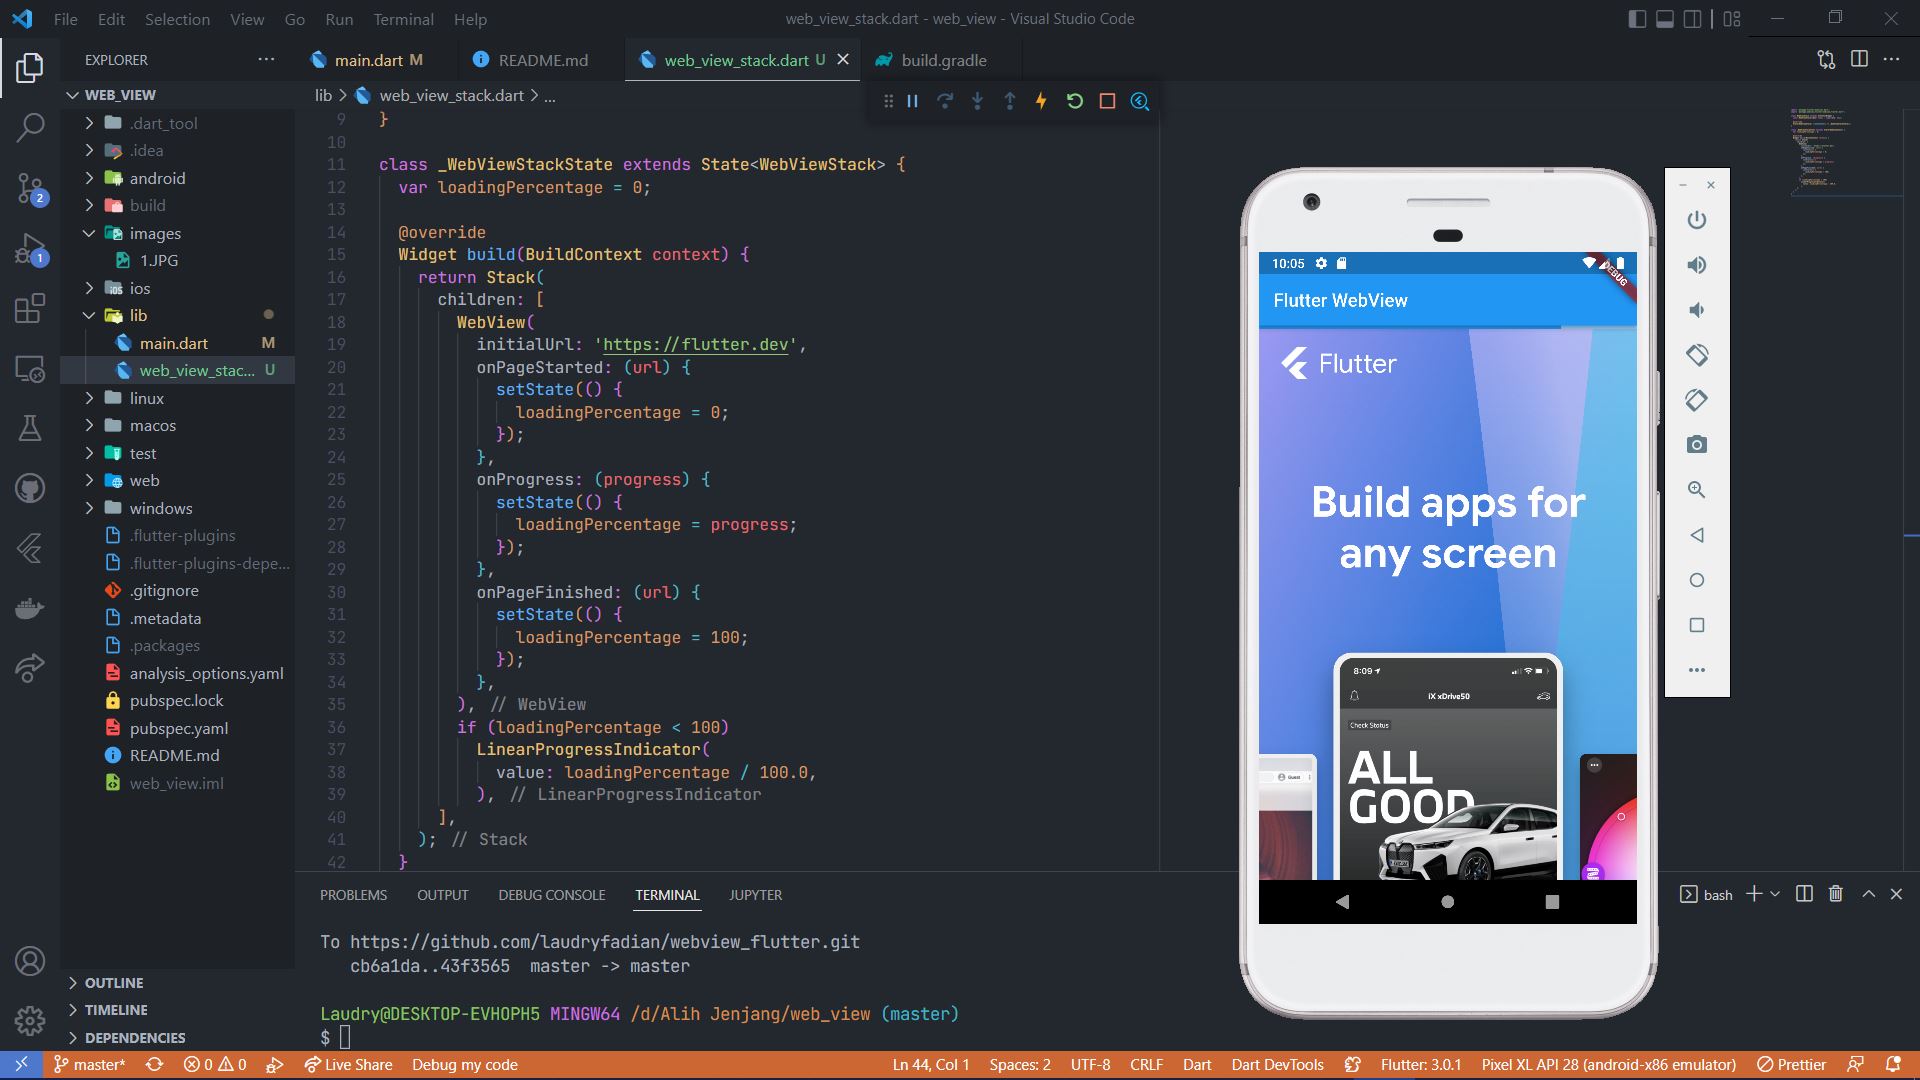 File Edit Selection View Go Run Terminal Help
web_view_stack.dart - web_view - Visual Studio Code
EXPLORER
WEB_VIEW
.dart_tool
.idea
android
build
images
1.JPG
ios
lib
main.dart M
web_view_stac... U
linux
macos
test
web
windows
.flutter-plugins
.flutter-plugins-depe...
.gitignore
.metadata
.packages
analysis_options.yaml
pubspec.lock
pubspec.yaml
README.md
web_view.iml
OUTLINE
TIMELINE
DEPENDENCIES
2
1
main.dart M README.md web_view_stack.dart U build.gradle
lib > web_view_stack.dart > ...
9 }
10
11 class _WebViewStackState extends State<WebViewStack> {
12 var loadingPercentage = 0;
13
14 @override
15 Widget build(BuildContext context) {
16 return Stack(
17 children: [
18 WebView(
19 initialUrl: 'https://flutter.dev',
20 onPageStarted: (url) {
21 setState(() {
22 loadingPercentage = 0;
23 });
24 },
25 onProgress: (progress) {
26 setState(() {
27 loadingPercentage = progress;
28 });
29 },
30 onPageFinished: (url) {
31 setState(() {
32 loadingPercentage = 100;
33 });
34 },
35 ), // WebView
36 if (loadingPercentage < 100)
37 LinearProgressIndicator(
38 value: loadingPercentage / 100.0,
39 ), // LinearProgressIndicator
40 ],
41 ); // Stack
42 }
10:05
DEBUG
Flutter WebView
Flutter
Build apps for
any screen
8:09
iX xDrive50
Check Status
ALL
GOOD
Guest
PROBLEMS OUTPUT DEBUG CONSOLE TERMINAL JUPYTER
bash
To https://github.com/laudryfadian/webview_flutter.git
cb6a1da..43f3565 master -> master
Laudry@DESKTOP-EVHOPH5 MINGW64 /d/Alih Jenjang/web_view (master)
$
master* 0 0 Live Share Debug my code Ln 44, Col 1 Spaces: 2 UTF-8 CRLF Dart Dart DevTools Flutter: 3.0.1 Pixel XL API 28 (android-x86 emulator) Prettier